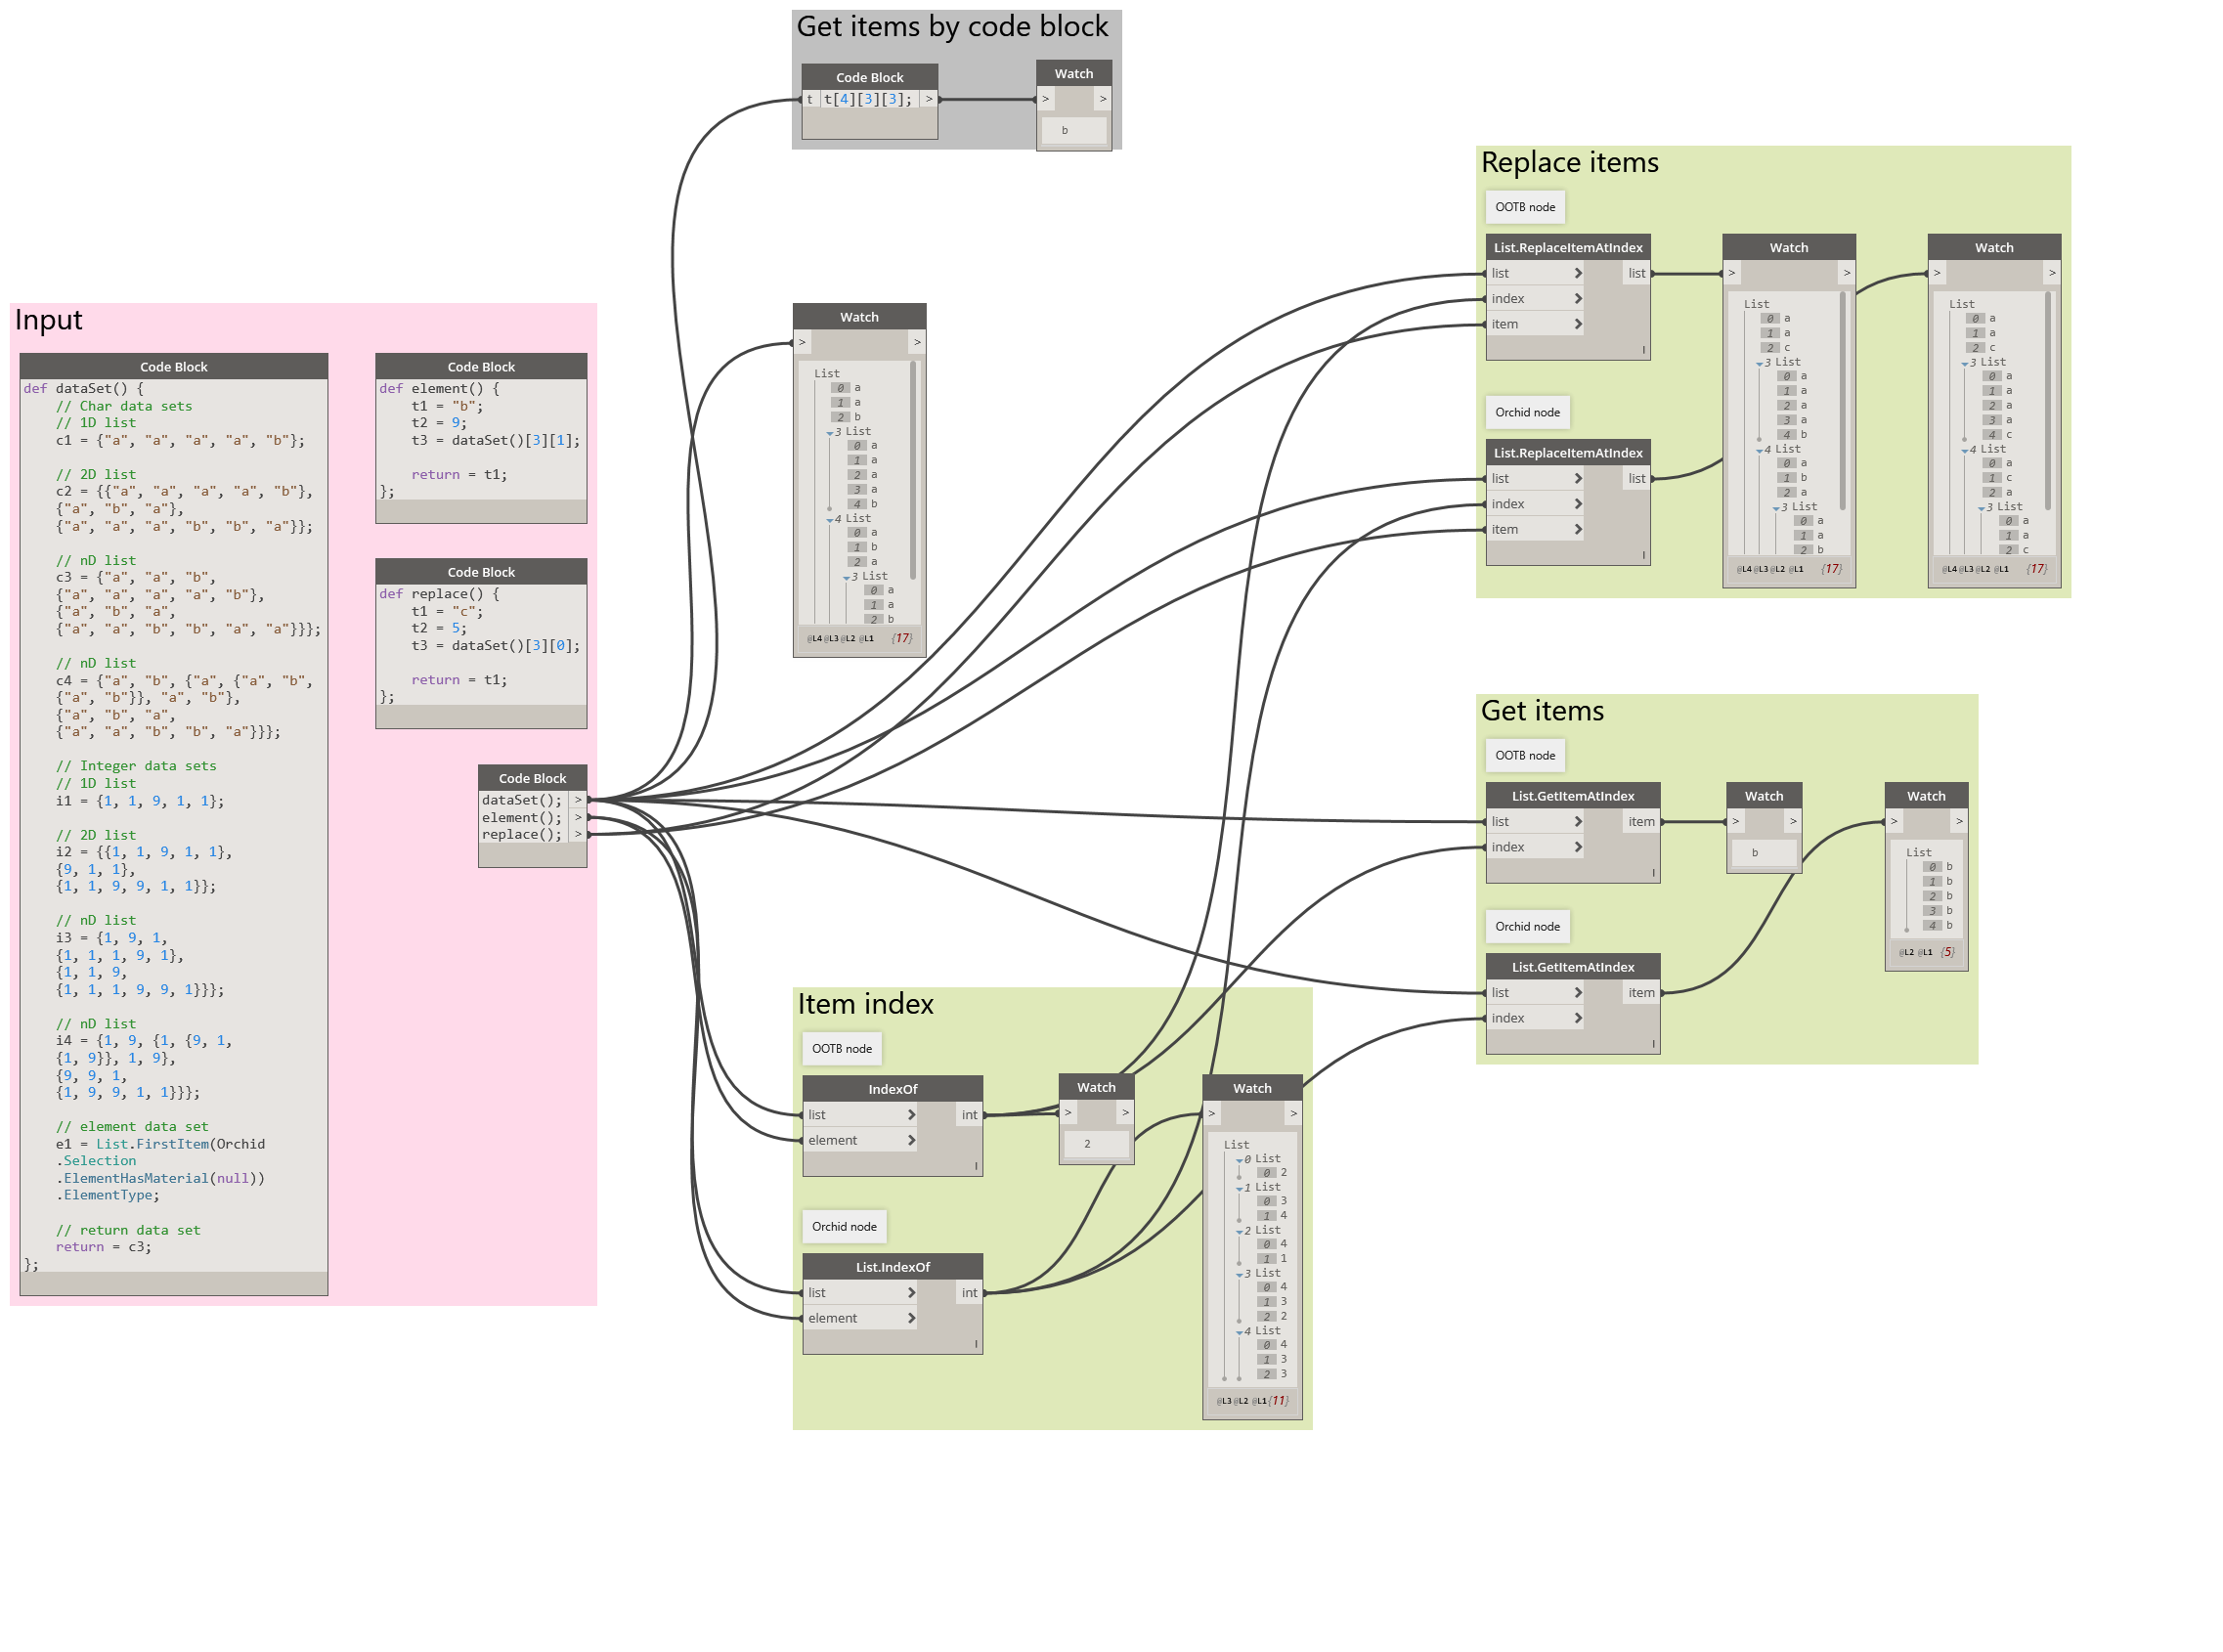 Get items by code block
Code Block
t t[4][3][3]; >
Watch
> >
b
Input
Code Block
def dataSet() {
// Char data sets
// 1D list
c1 = {"a", "a", "a", "a", "b"};
// 2D list
c2 = {{"a", "a", "a", "a", "b"},
{"a", "b", "a"},
{"a", "a", "a", "b", "b", "a"}};
// nD list
c3 = {"a", "a", "b",
{"a", "a", "a", "a", "b"},
{"a", "b", "a",
{"a", "a", "b", "b", "a", "a"}}};
// nD list
c4 = {"a", "b", {"a", {"a", "b",
{"a", "b"}}, "a", "b"},
{"a", "b", "a",
{"a", "a", "b", "b", "a"}}};
// Integer data sets
// 1D list
i1 = {1, 1, 9, 1, 1};
// 2D list
i2 = {{1, 1, 9, 1, 1},
{9, 1, 1},
{1, 1, 9, 9, 1, 1}};
// nD list
i3 = {1, 9, 1,
{1, 1, 1, 9, 1},
{1, 1, 9,
{1, 1, 1, 9, 9, 1}}};
// nD list
i4 = {1, 9, {1, {9, 1,
{1, 9}}, 1, 9},
{9, 9, 1,
{1, 9, 9, 1, 1}}};
// element data set
e1 = List.FirstItem(Orchid
.Selection
.ElementHasMaterial(null))
.ElementType;
// return data set
return = c3;
};
Code Block
def element() {
t1 = "b";
t2 = 9;
t3 = dataSet()[3][1];
return = t1;
};
Code Block
def replace() {
t1 = "c";
t2 = 5;
t3 = dataSet()[3][0];
return = t1;
};
Code Block
dataSet(); >
element(); >
replace(); >
Watch
> >
List
0 a
1 a
2 b
3 List
0 a
1 a
2 a
3 a
4 b
4 List
0 a
1 b
2 a
3 List
0 a
1 a
2 b
@L4 @L3 @L2 @L1 {17}
Item index
OOTB node
IndexOf
list > int
element >
l
Watch
> >
2
Orchid node
List.IndexOf
list > int
element >
l
Watch
> >
List
0 List
0 2
1 List
0 3
1 4
2 List
0 4
1 1
3 List
0 4
1 3
2 2
4 List
0 4
1 3
2 3
@L3 @L2 @L1 {11}
Replace items
OOTB node
List.ReplaceItemAtIndex
list > list
index >
item >
l
Orchid node
List.ReplaceItemAtIndex
list > list
index >
item >
l
Watch
> >
List
0 a
1 a
2 c
3 List
0 a
1 a
2 a
3 a
4 b
4 List
0 a
1 b
2 a
3 List
0 a
1 a
2 b
@L4 @L3 @L2 @L1 {17}
Watch
> >
List
0 a
1 a
2 c
3 List
0 a
1 a
2 a
3 a
4 c
4 List
0 a
1 c
2 a
3 List
0 a
1 a
2 c
@L4 @L3 @L2 @L1 {17}
Get items
OOTB node
List.GetItemAtIndex
list > item
index >
l
Watch
> >
b
Orchid node
List.GetItemAtIndex
list > item
index >
l
Watch
> >
List
0 b
1 b
2 b
3 b
4 b
@L2 @L1 {5}